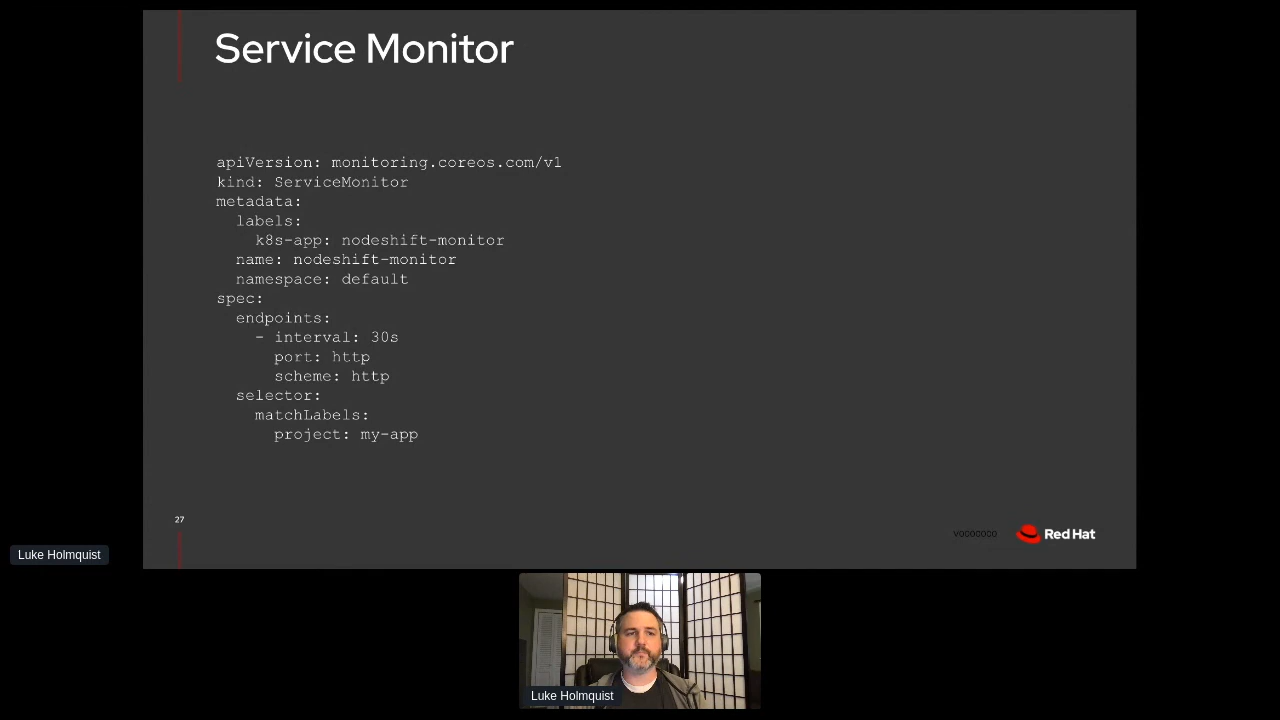 Service Monitor
apiVersion: monitoring.coreos.com/v1
kind: ServiceMonitor
metadata:
  labels:
    k8s-app: nodeshift-monitor
  name: nodeshift-monitor
  namespace: default
spec:
  endpoints:
    - interval: 30s
      port: http
      scheme: http
  selector:
    matchLabels:
      project: my-app
27
V0000000
Red Hat
Luke Holmquist
Luke Holmquist